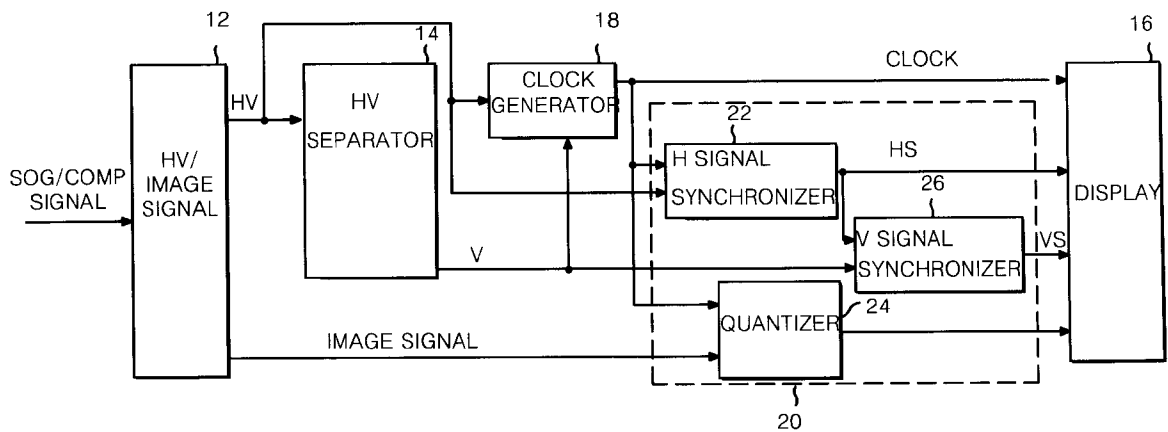 12
14
18
16
HV
HV
SEPARATOR
CLOCK
GENERATOR
CLOCK
22
H SIGNAL
SYNCHRONIZER
HS
26
V SIGNAL
SYNCHRONIZER
VS
DISPLAY
SOG/COMP
SIGNAL
HV/
IMAGE
SIGNAL
V
IMAGE SIGNAL
QUANTIZER
24
20